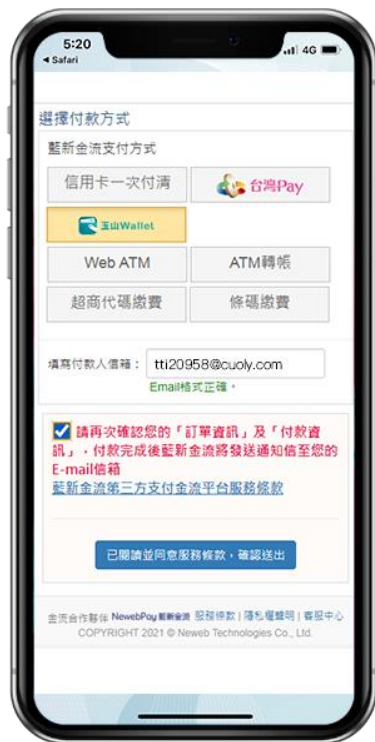 5:20
4G
◀ Safari
選擇付款方式
藍新金流支付方式
信用卡一次付清
台灣Pay
玉山Wallet
Web ATM
ATM轉帳
超商代碼繳費
條碼繳費
填寫付款人信箱：
tti20958@cuoly.com
Email格式正確。
請再次確認您的「訂單資訊」及「付款資
訊」，付款完成後藍新金流將發送通知信至您的
E-mail信箱
藍新金流第三方支付金流平台服務條款
已閱讀並同意服務條款，確認送出
金流合作夥伴 NewebPay 藍新金流 服務條款 | 隱私權聲明 | 客服中心
COPYRIGHT 2021 © Neweb Technologies Co., Ltd.